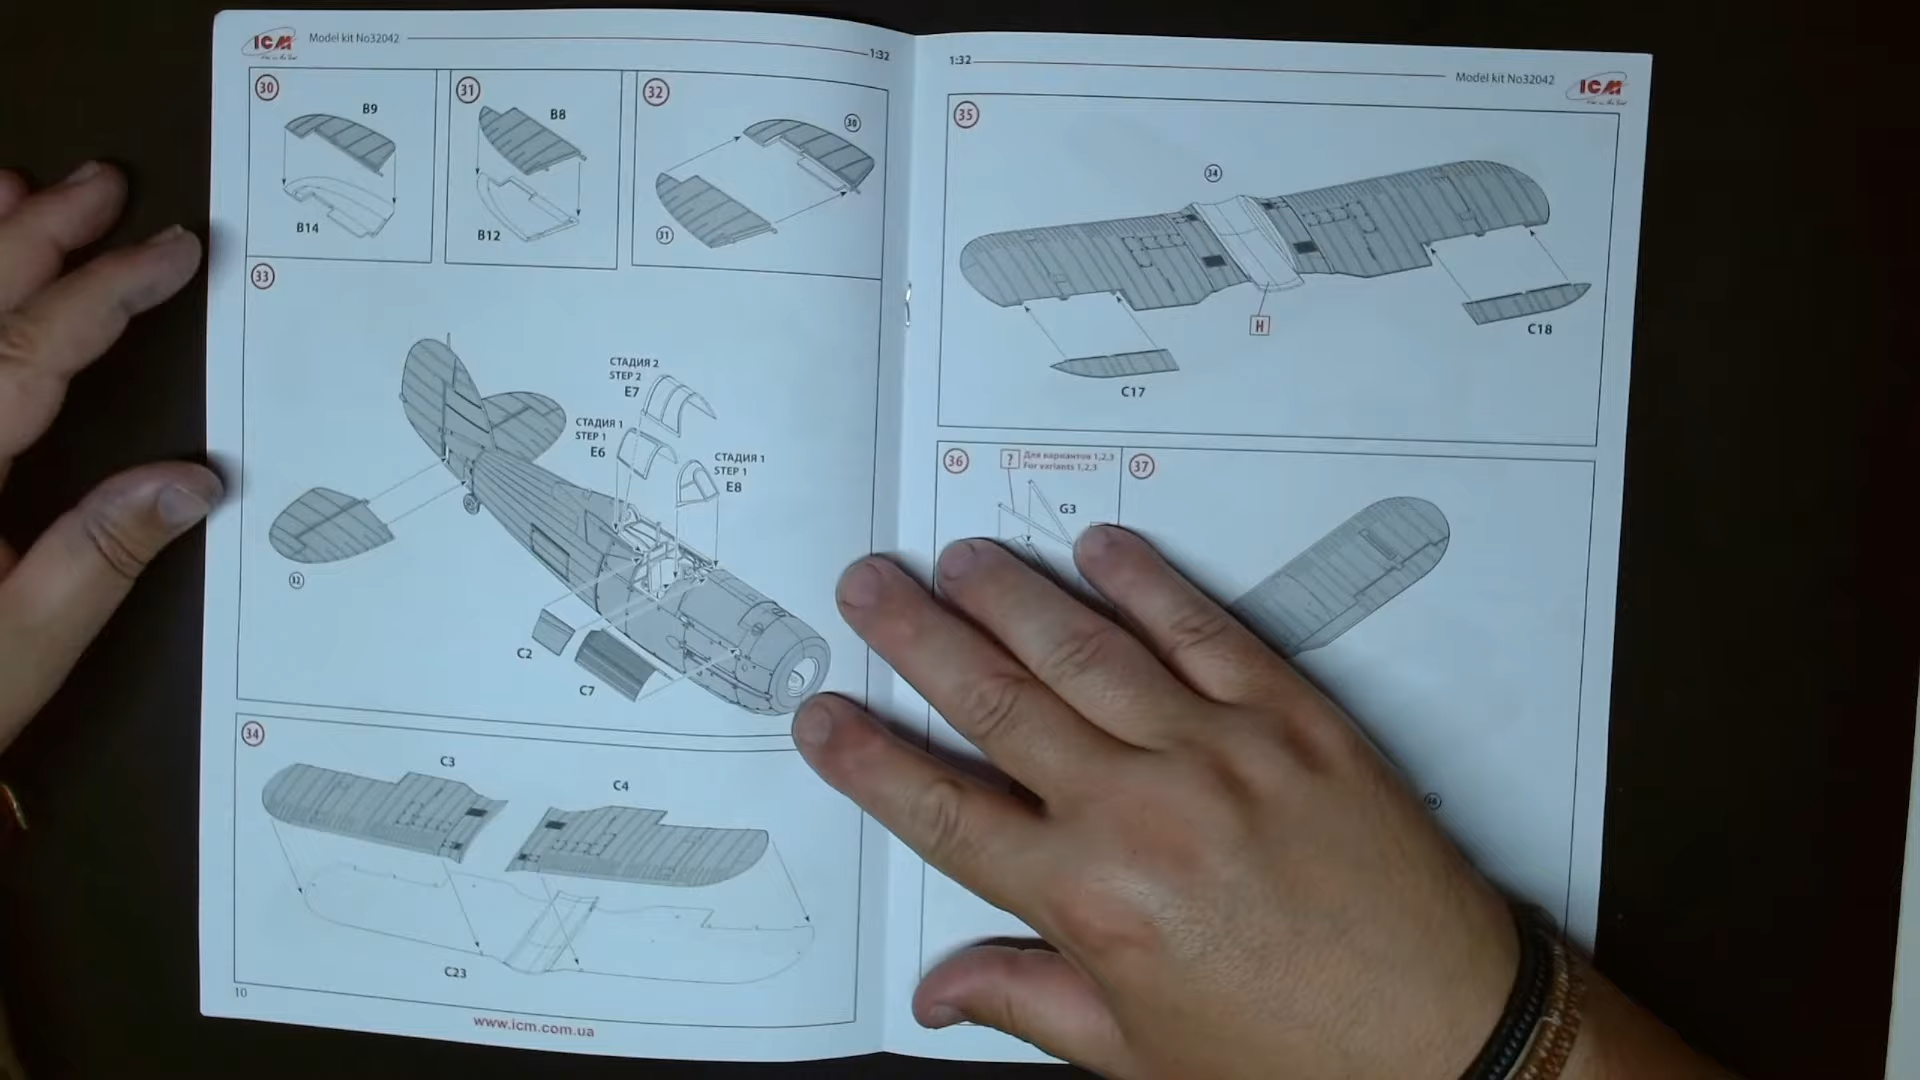 ICM
Model kit No32042
1:32
30
B9
B14
31
B8
B12
32
30
31
33
СТАДИЯ 2
STEP 2
E7
СТАДИЯ 1
STEP 1
E6
СТАДИЯ 1
STEP 1
E8
32
C2
C7
34
C3
C4
C23
10
www.icm.com.ua
1:32
Model kit No32042
ICM
35
34
H
C17
C18
36
? Для вариантов 1,2,3
For variants 1,2,3
G3
37